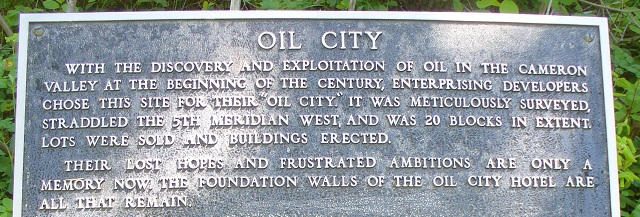 OIL CITY
WITH THE DISCOVERY AND EXPLOITATION OF OIL IN THE CAMERON
VALLEY AT THE BEGINNING OF THE CENTURY, ENTERPRISING DEVELOPERS
CHOSE THIS SITE FOR THEIR "OIL CITY." IT WAS METICULOUSLY SURVEYED,
STRADDLED THE 5TH MERIDIAN WEST, AND WAS 20 BLOCKS IN EXTENT.
LOTS WERE SOLD AND BUILDINGS ERECTED.
THEIR LOST HOPES AND FRUSTRATED AMBITIONS ARE ONLY A
MEMORY NOW. THE FOUNDATION WALLS OF THE OIL CITY HOTEL ARE
ALL THAT REMAIN.